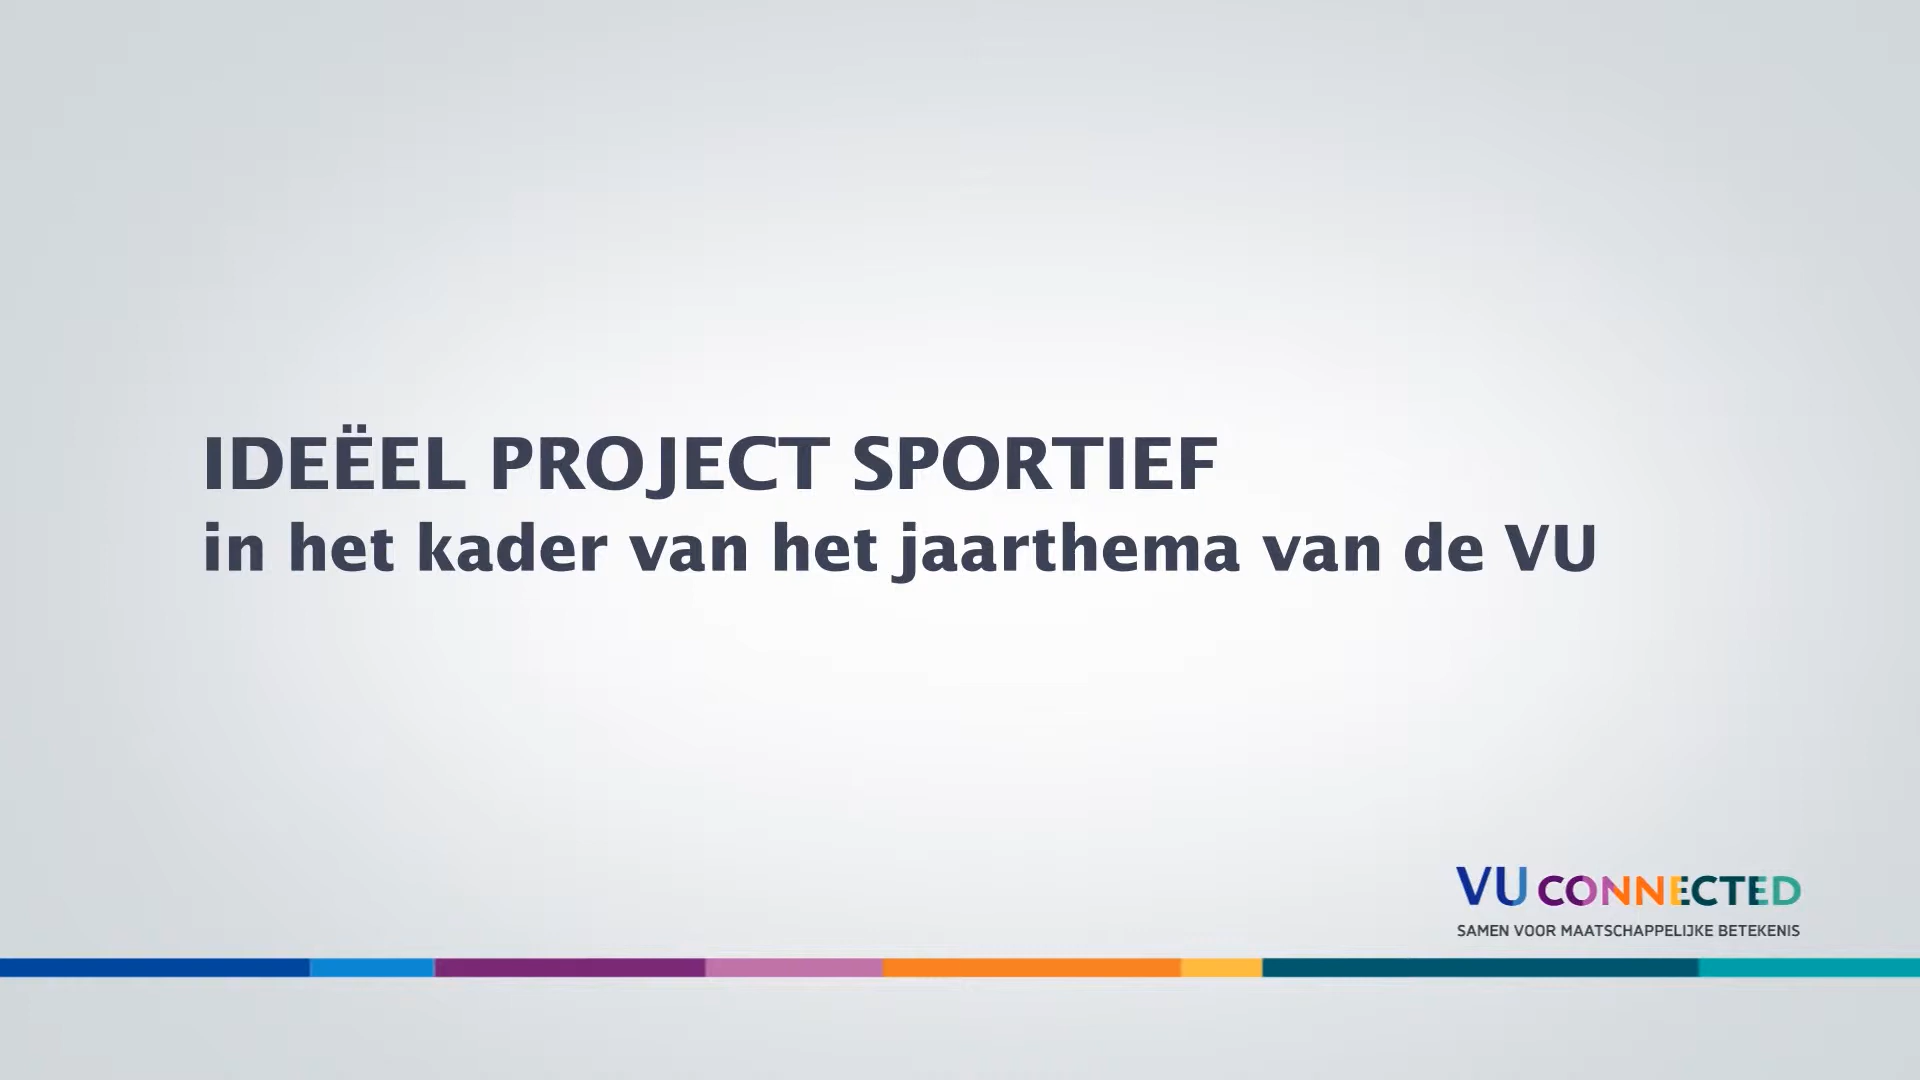 IDEËEL PROJECT SPORTIEF
in het kader van het jaarthema van de VU
VU CONNECTED
SAMEN VOOR MAATSCHAPPELIJKE BETEKENIS